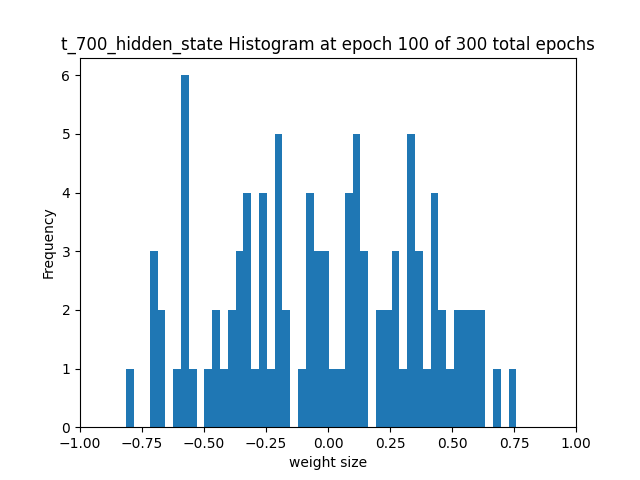 t_700_hidden_state Histogram at epoch 100 of 300 total epochs
6
5
4
3
2
1
0
Frequency
−1.00 −0.75 −0.50 −0.25 0.00 0.25 0.50 0.75 1.00
weight size